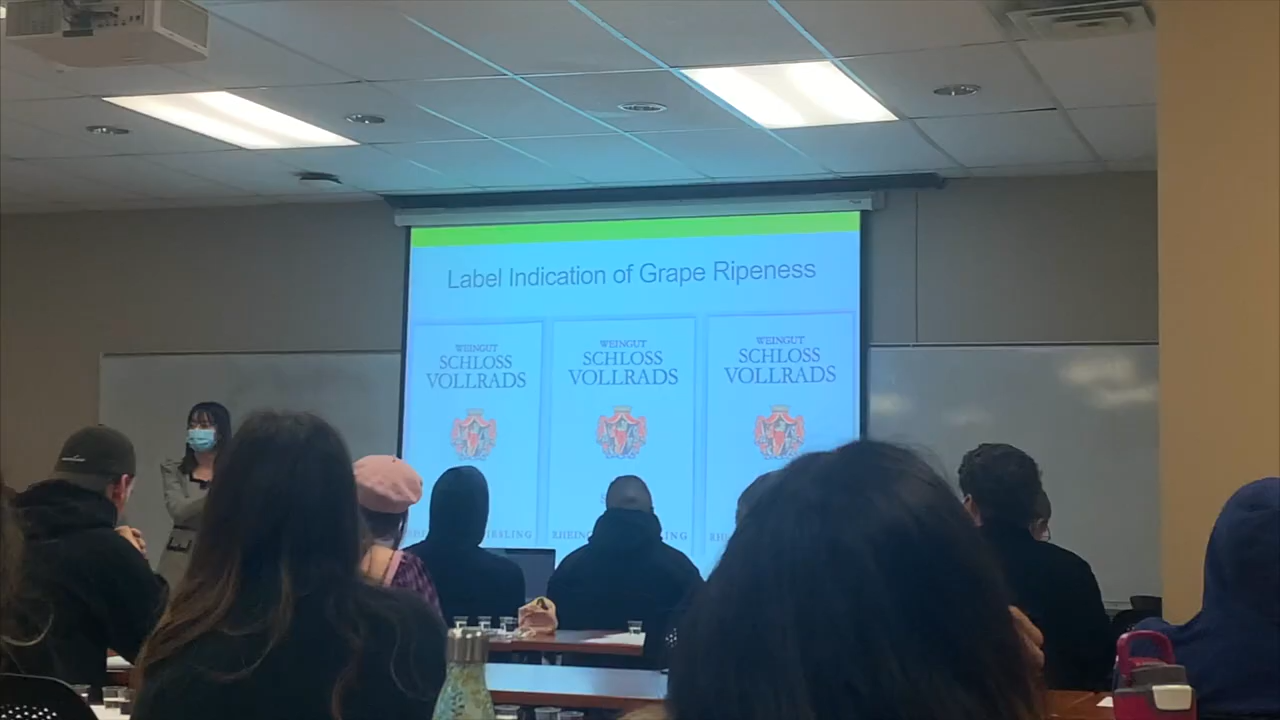 Label Indication of Grape Ripeness
WEINGUT
SCHLOSS
VOLLRADS
WEINGUT
SCHLOSS
VOLLRADS
WEINGUT
SCHLOSS
VOLLRADS